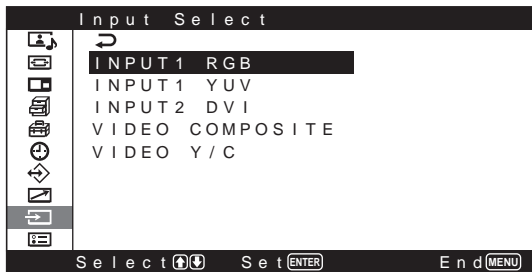 Input Select
INPUT1 RGB
INPUT1 YUV
INPUT2 DVI
VIDEO COMPOSITE
VIDEO Y/C
Select Set ENTER End MENU